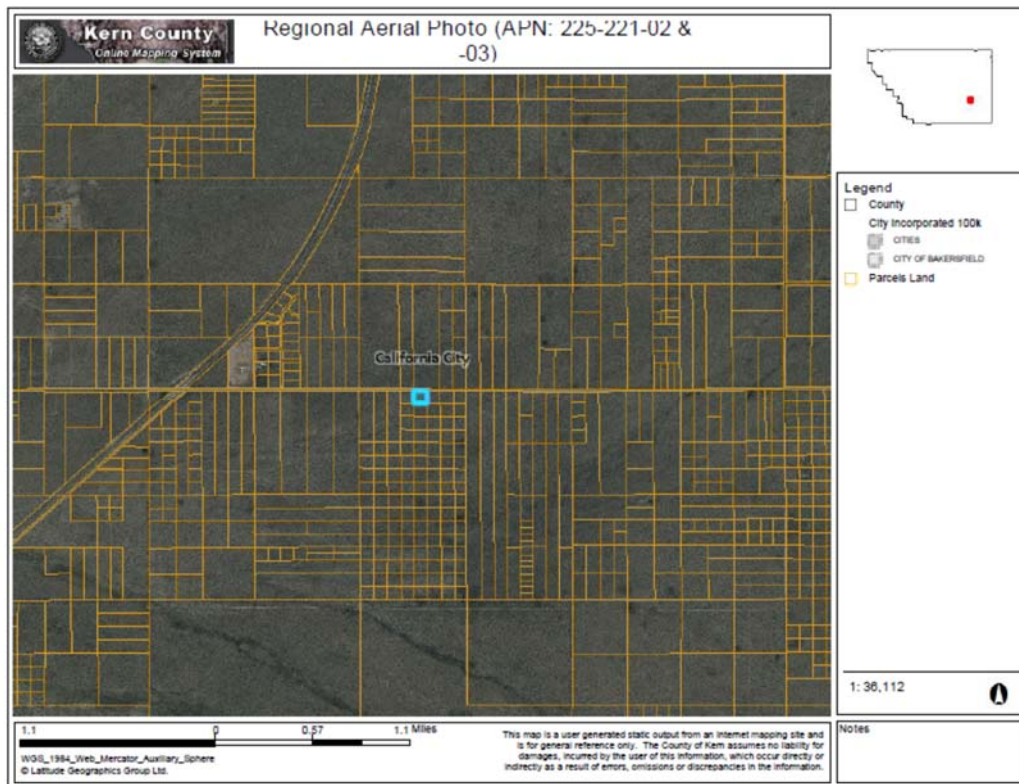 Kern County
Online Mapping System
Regional Aerial Photo (APN: 225-221-02 &
-03)
California City
Legend
County
City Incorporated 100k
CITIES
CITY OF BAKERSFIELD
Parcels Land
1: 36,112
1.1
0
0.57
1.1 Miles
WGS_1984_Web_Mercator_Auxiliary_Sphere
© Latitude Geographics Group Ltd.
This map is a user generated static output from an Internet mapping site and
is for general reference only. The County of Kern assumes no liability for
damages, incurred by the user of this information, which occur directly or
indirectly as a result of errors, omissions or discrepancies in the information.
Notes